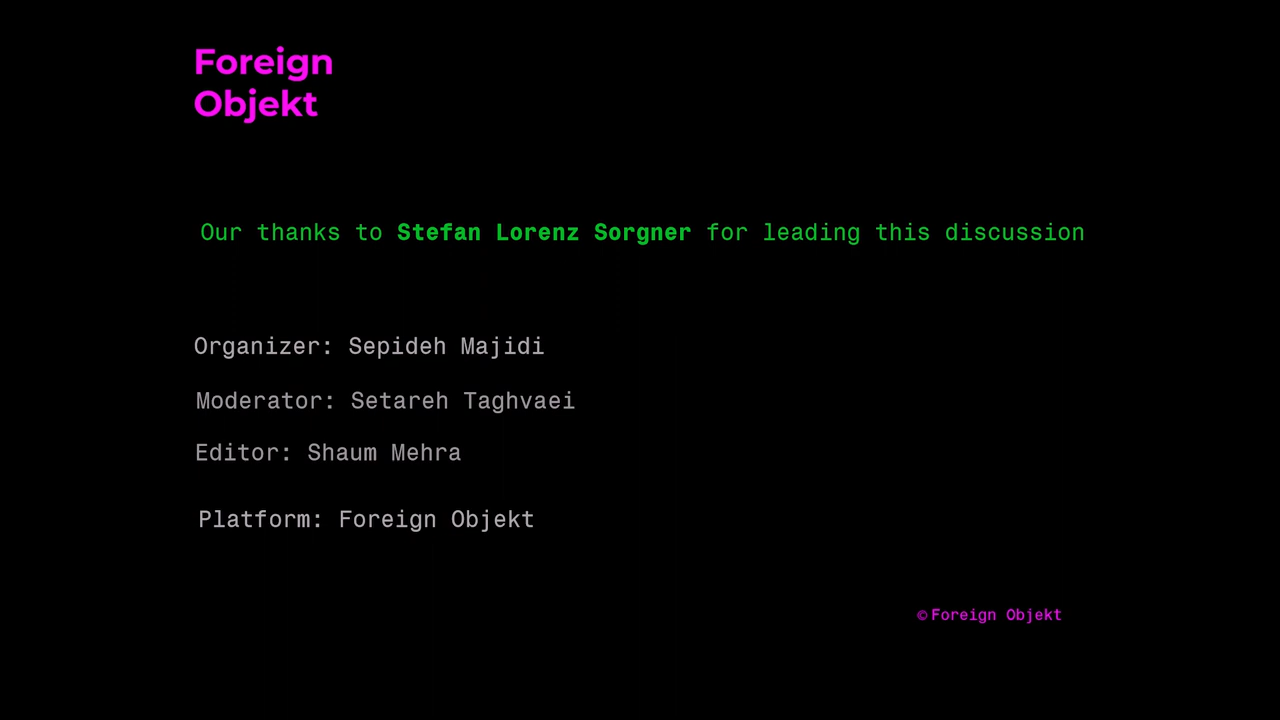 Foreign
Objekt
Our thanks to Stefan Lorenz Sorgner for leading this discussion
Organizer: Sepideh Majidi
Moderator: Setareh Taghvaei
Editor: Shaum Mehra
Platform: Foreign Objekt
©Foreign Objekt